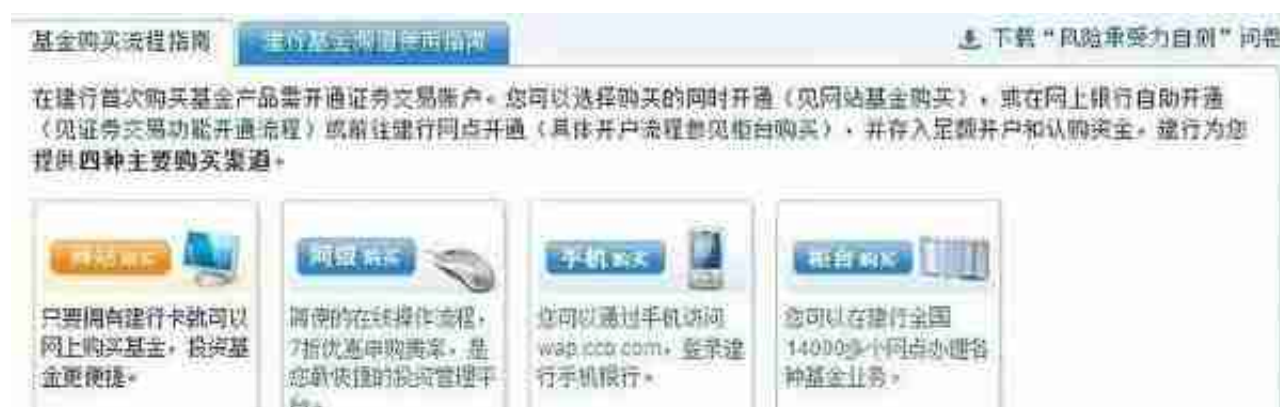 基金购买流程指南
下载“风险承受力自测”问卷
在建行首次购买基金产品需开通证券交易账户。您可以选择购买的同时开通（见网站基金购买），或在网上银行自助开通
（见证券交易功能开通流程）或前往建行网点开通（具体开户流程参见柜台购买），并存入足额开户和认购资金。建行为您
提供四种主要购买渠道。
网站购买
网银购买
手机购买
柜台购买
只要拥有建行卡就可以
网上购买基金，投资基
金更便捷。
简便的在线操作流程，
7折优惠申购费率，是
您最快捷的投资管理平
您可以通过手机访问
wap.ccb.com，登录建
行手机银行。
您可以在建行全国
14000多个网点办理各
种基金业务。